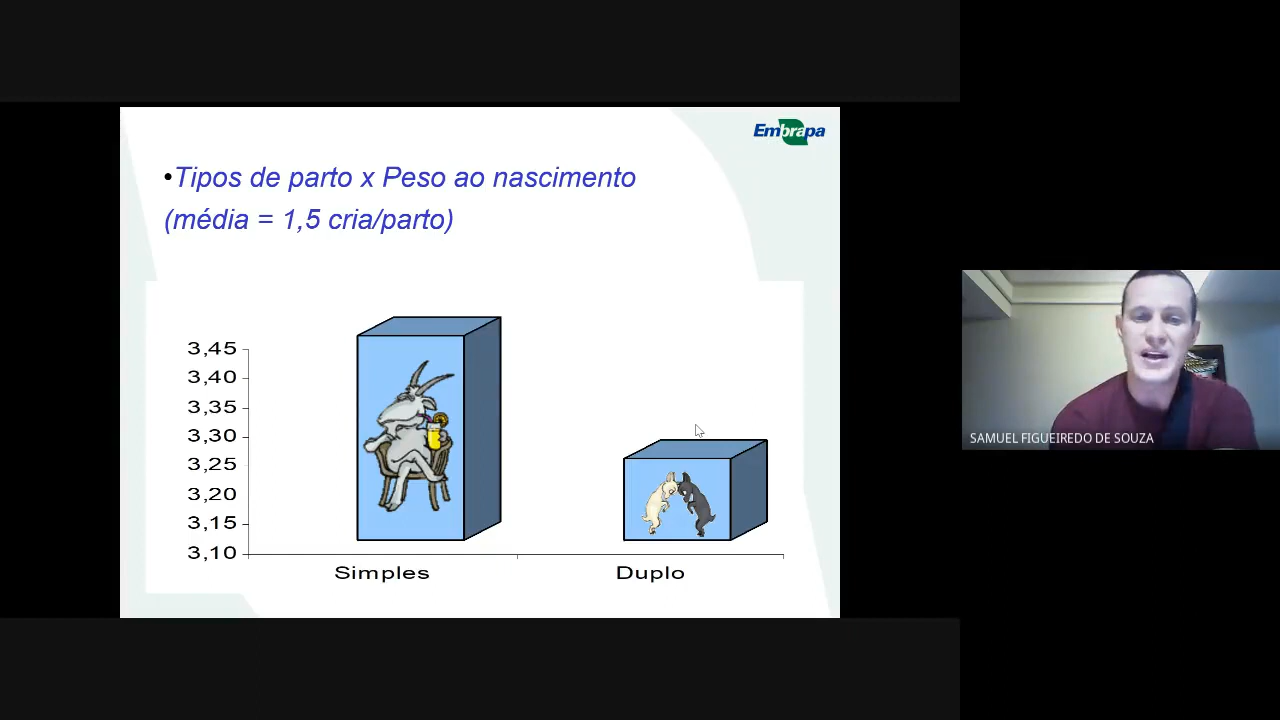 Embrapa
•Tipos de parto x Peso ao nascimento
(média = 1,5 cria/parto)
3,45
3,40
3,35
3,30
3,25
3,20
3,15
3,10
Simples
Duplo
SAMUEL FIGUEIREDO DE SOUZA